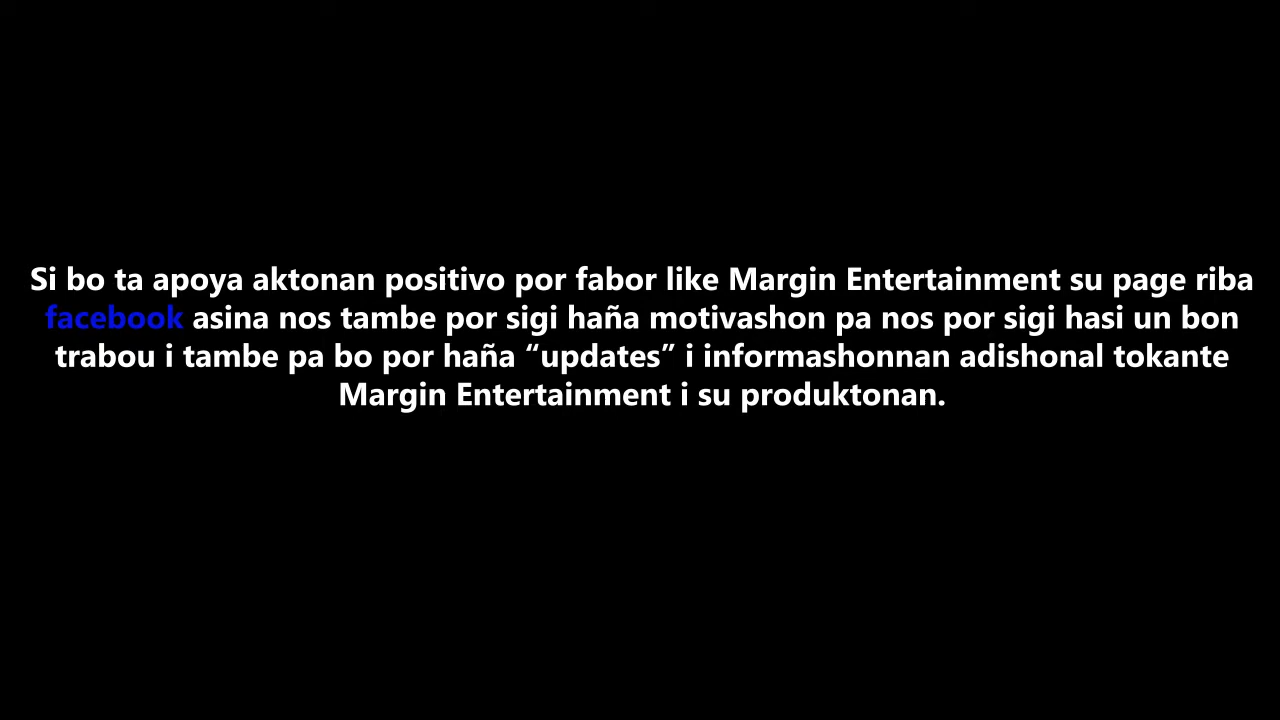 Si bo ta apoya aktonan positivo por fabor like Margin Entertainment su page riba
facebook asina nos tambe por sigi haña motivashon pa nos por sigi hasi un bon
trabou i tambe pa bo por haña “updates” i informashonnan adishonal tokante
Margin Entertainment i su produktonan.